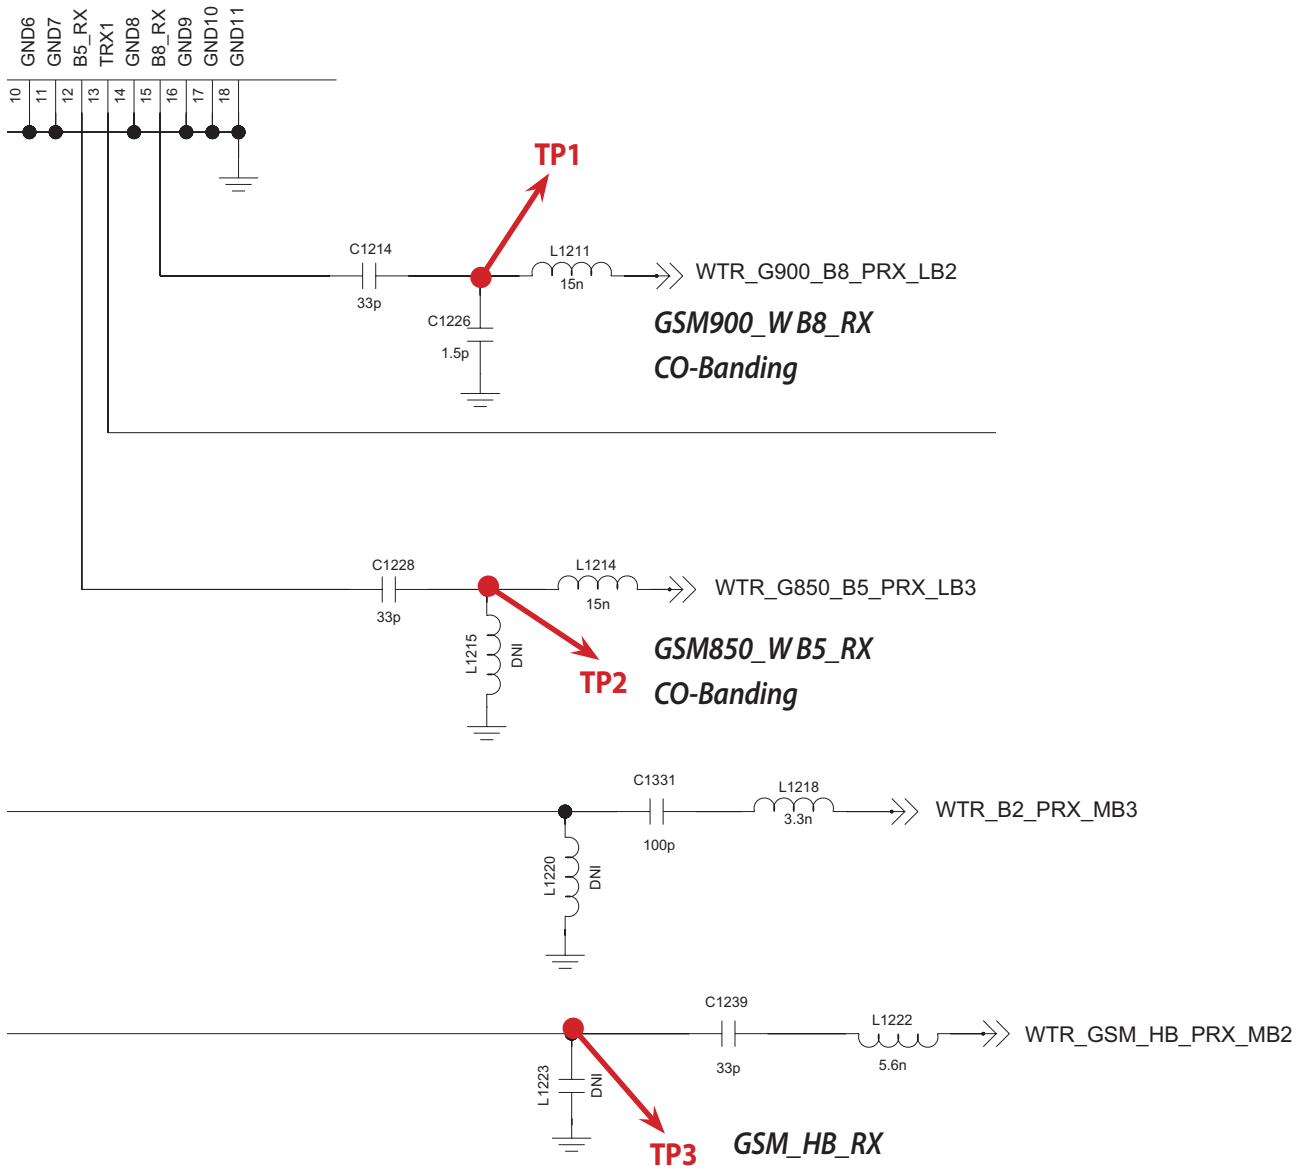 GND6
GND7
B5_RX
TRX1
GND8
B8_RX
GND9
GND10
GND11
10
11
12
13
14
15
16
17
18
TP1
C1214
33p
L1211
15n
WTR_G900_B8_PRX_LB2
C1226
1.5p
GSM900_W B8_RX
CO-Banding
C1228
33p
L1214
15n
WTR_G850_B5_PRX_LB3
L1215
DNI
TP2
GSM850_W B5_RX
CO-Banding
C1331
100p
L1218
3.3n
WTR_B2_PRX_MB3
L1220
DNI
C1239
33p
L1222
5.6n
WTR_GSM_HB_PRX_MB2
L1223
DNI
TP3
GSM_HB_RX